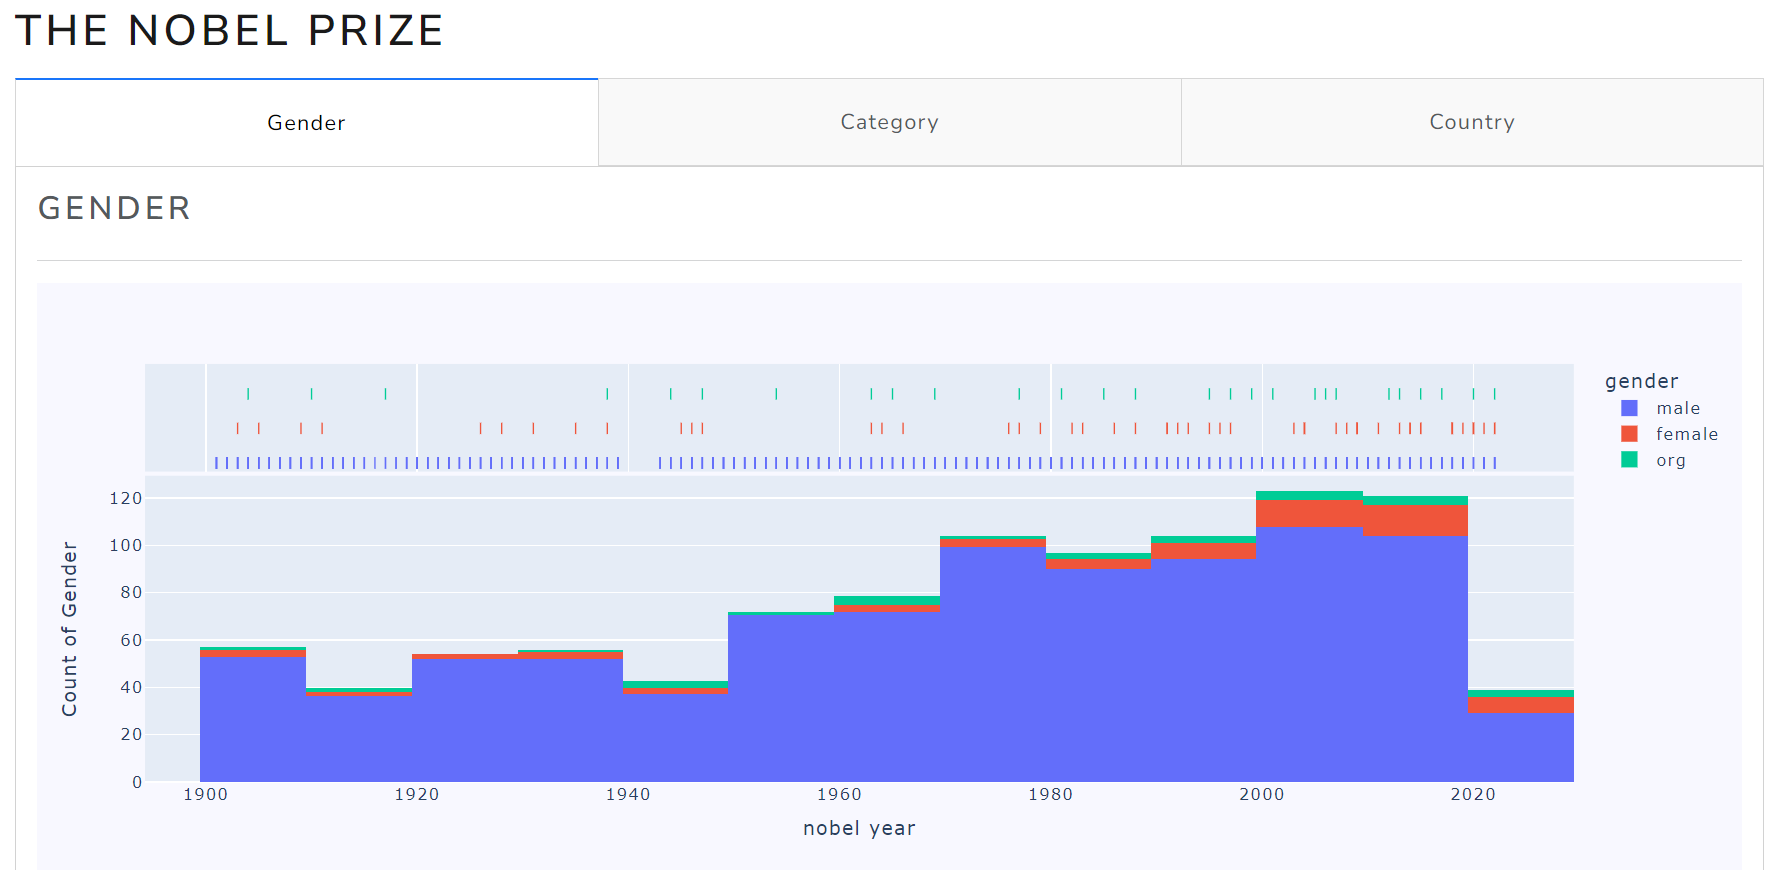 THE NOBEL PRIZE
Gender Category Country
GENDER
gender
male
female
org
120
100
80
60
40
20
0
Count of Gender
1900 1920 1940 1960 1980 2000 2020
nobel year